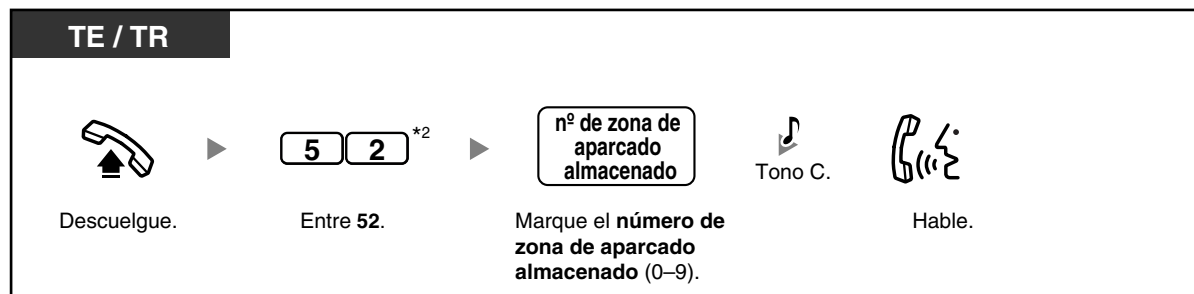 TE / TR
5 2 *2
nº de zona de
aparcado
almacenado
Tono C.
Descuelgue.
Entre 52.
Marque el número de
zona de aparcado
almacenado (0–9).
Hable.